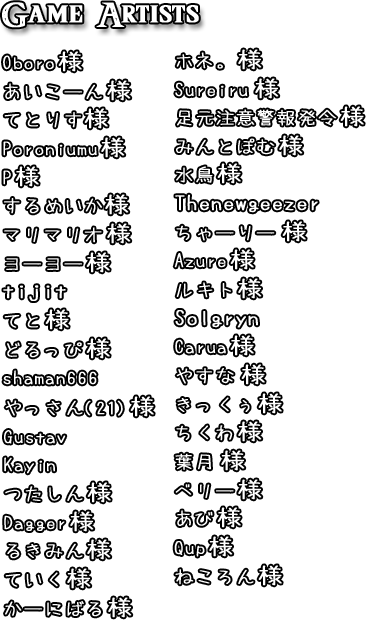 GAME ARTISTS
Oboro様
あいこーん様
てとりす様
Poroniumu様
P様
するめいか様
マリマリオ様
ヨーヨー様
tijit
てと様
どるっぴ様
shaman666
やっさん(21)様
Gustav
Kayin
つたしん様
Dagger様
るきみん様
ていく様
かーにばる様
ホネ。様
Sureiru様
足元注意警報発令様
みんとぽむ様
水鳥様
Thenewgeezer
ちゃーりー様
Azure様
ルキト様
Solgryn
Carua様
やすな様
きっくぅ様
ちくわ様
葉月様
ベリー様
あび様
Qup様
ねころん様